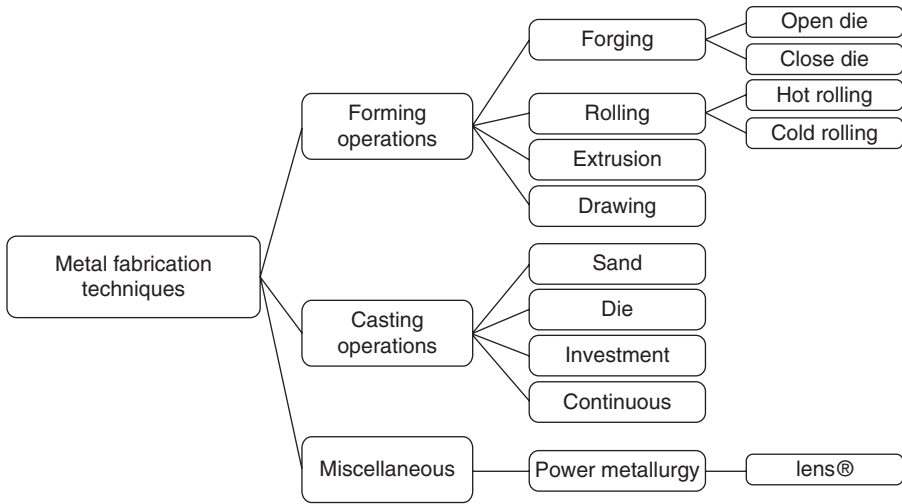 Metal fabrication
techniques
Forming
operations
Forging
Open die
Close die
Rolling
Hot rolling
Cold rolling
Extrusion
Drawing
Casting
operations
Sand
Die
Investment
Continuous
Miscellaneous
Power metallurgy
lens®